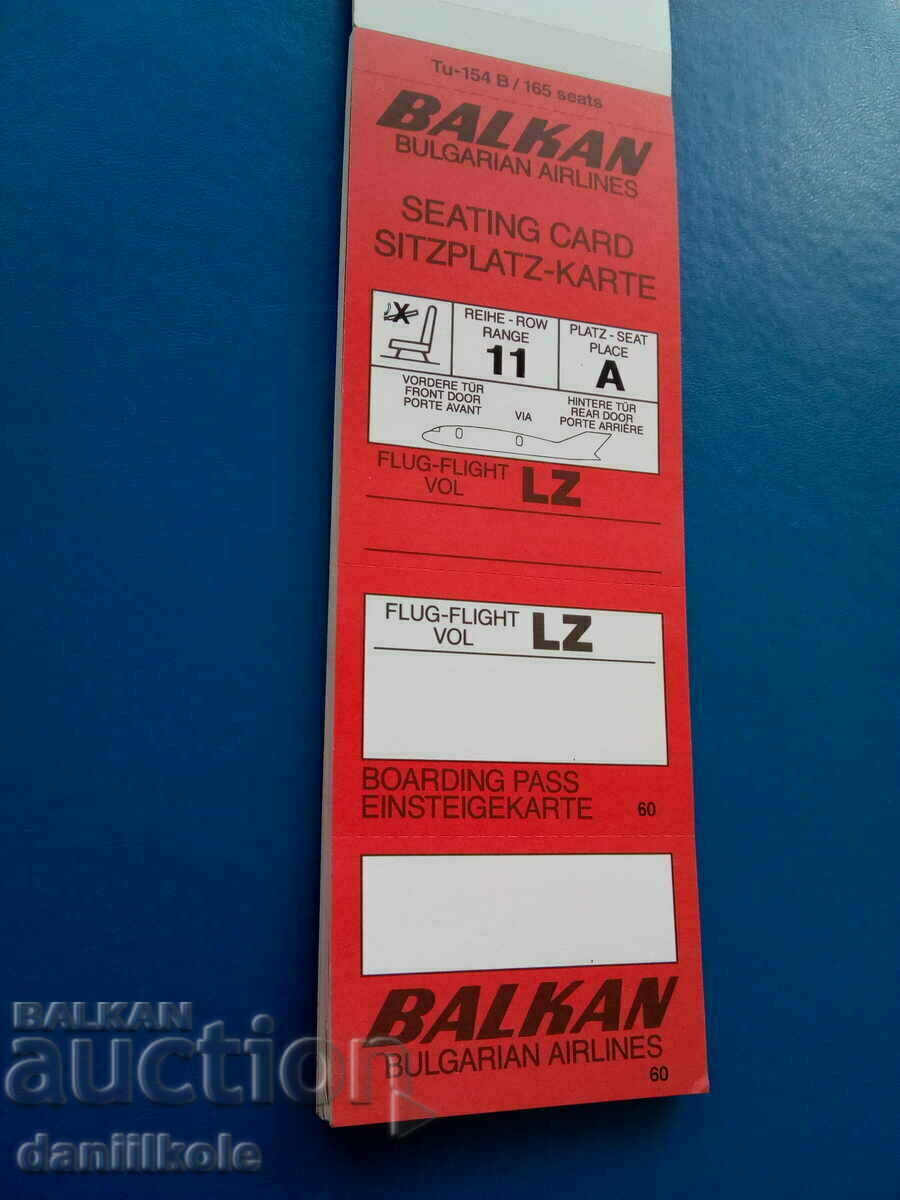 Tu-154 B / 165 seats
BALKAN
BULGARIAN AIRLINES
SEATING CARD
SITZPLATZ-KARTE
X
REIHE - ROW
RANGE
11
PLATZ - SEAT
PLACE
A
VORDERE TÜR
FRONT DOOR
PORTE AVANT
VIA
HINTERE TÜR
REAR DOOR
PORTE ARRIÈRE
FLUG-FLIGHT
VOL
LZ
FLUG-FLIGHT
VOL
LZ
BOARDING PASS
EINSTEIGEKARTE
60
BALKAN
BULGARIAN AIRLINES
60
BALKAN
auction
daniilkole